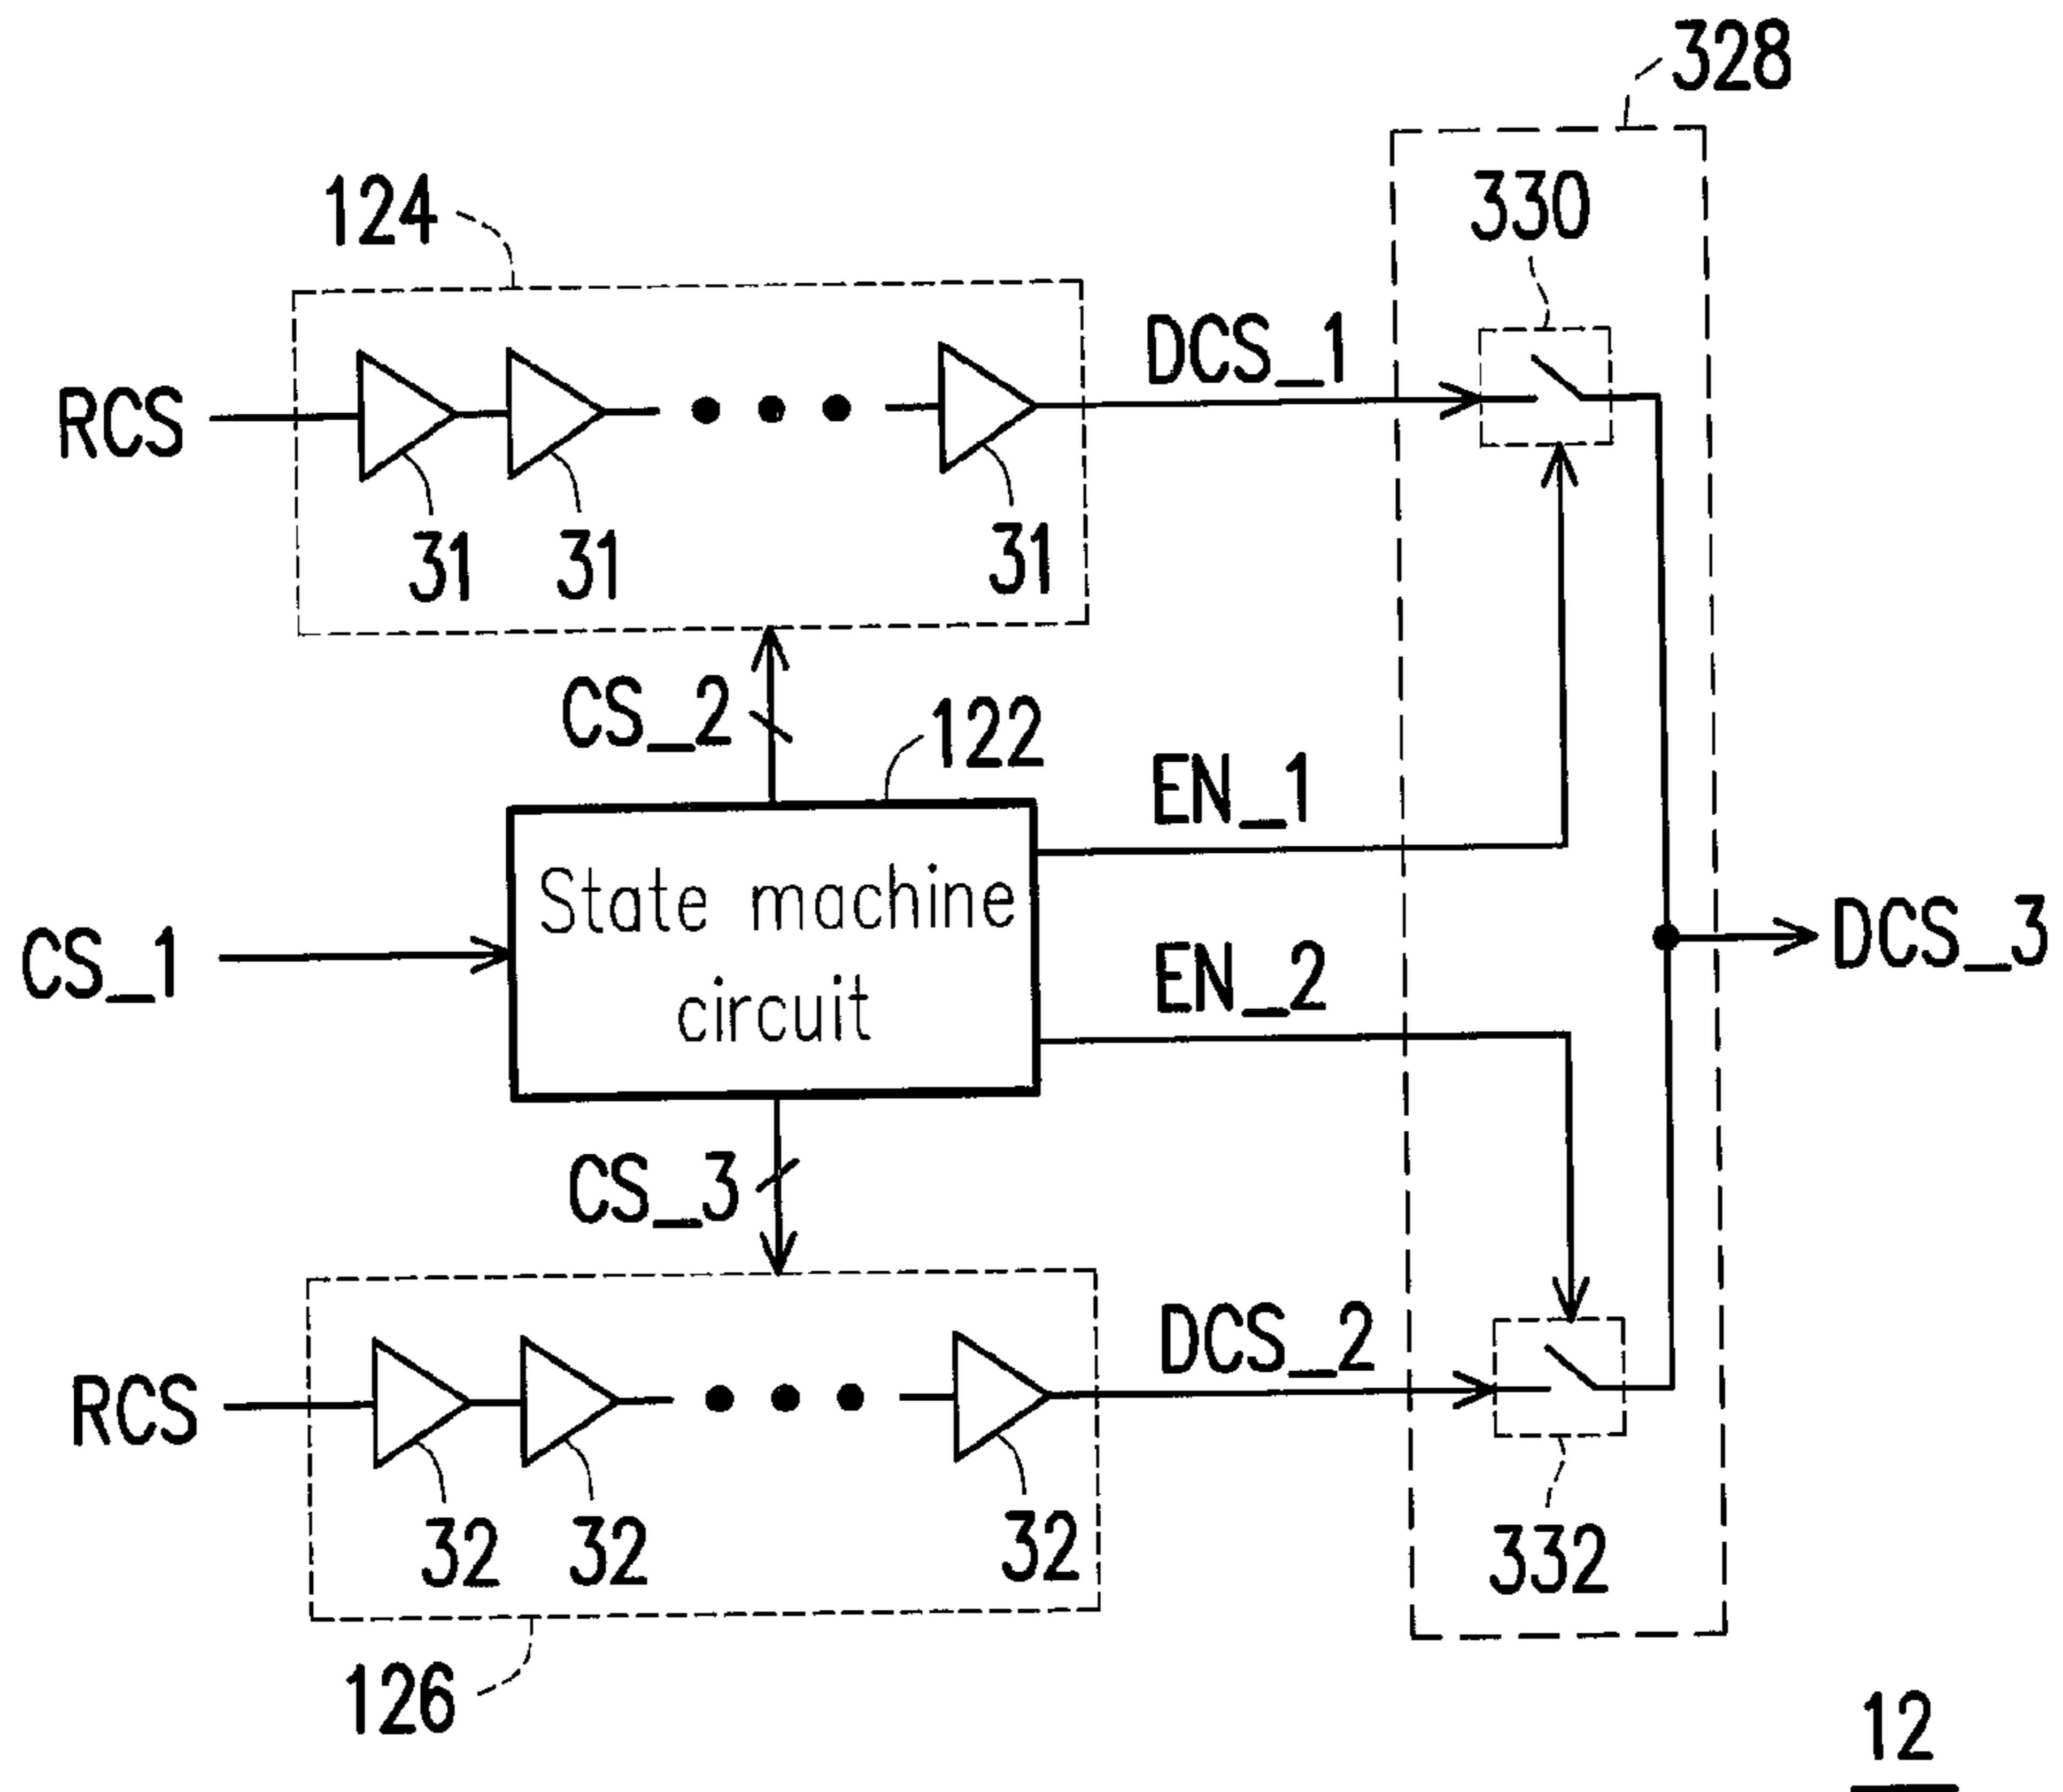 328
124
330
DCS_1
RCS
31
31
31
CS_2
122
EN_1
State machine
circuit
CS_1
EN_2
DCS_3
CS_3
DCS_2
RCS
32
32
32
332
126
12